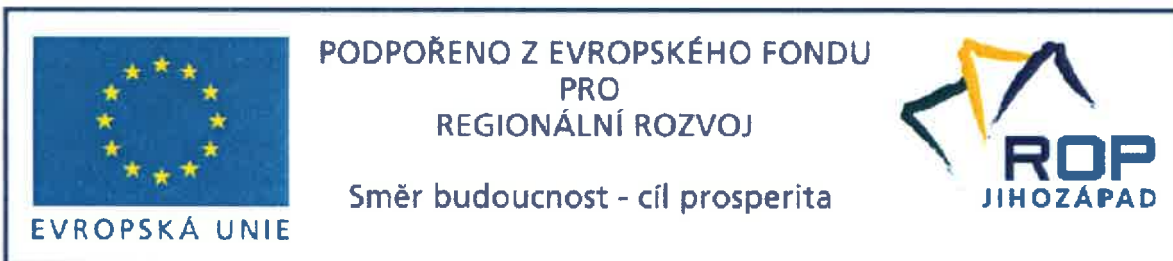 EVROPSKÁ UNIE
PODPOŘENO Z EVROPSKÉHO FONDU
PRO
REGIONÁLNÍ ROZVOJ
Směr budoucnost - cíl prosperita
ROP
JIHOZÁPAD